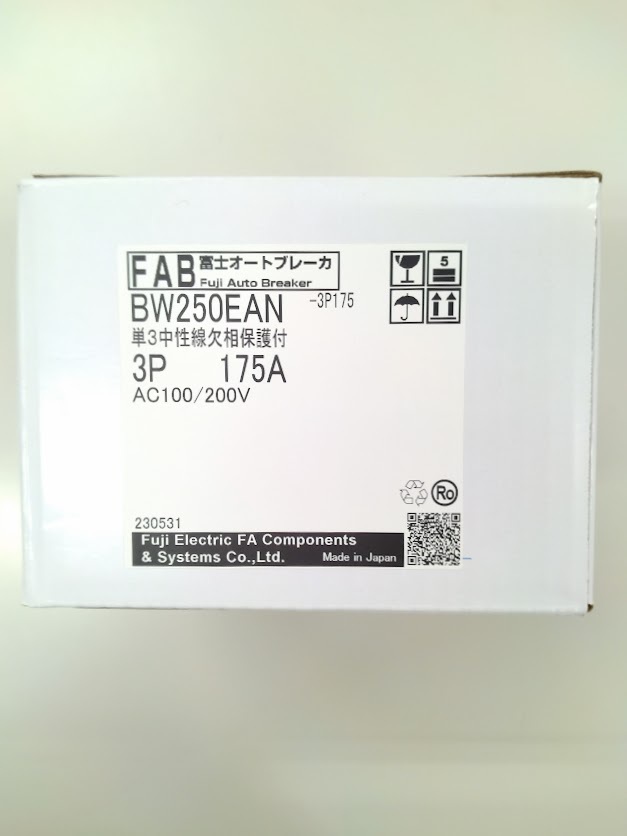 FAB 富士オートブレーカ
Fuji Auto Breaker
BW250EAN -3P175
5
単3中性線欠相保護付
3P 175A
AC100/200V
Ro
230531
Fuji Electric FA Components
& Systems Co.,Ltd. Made in Japan